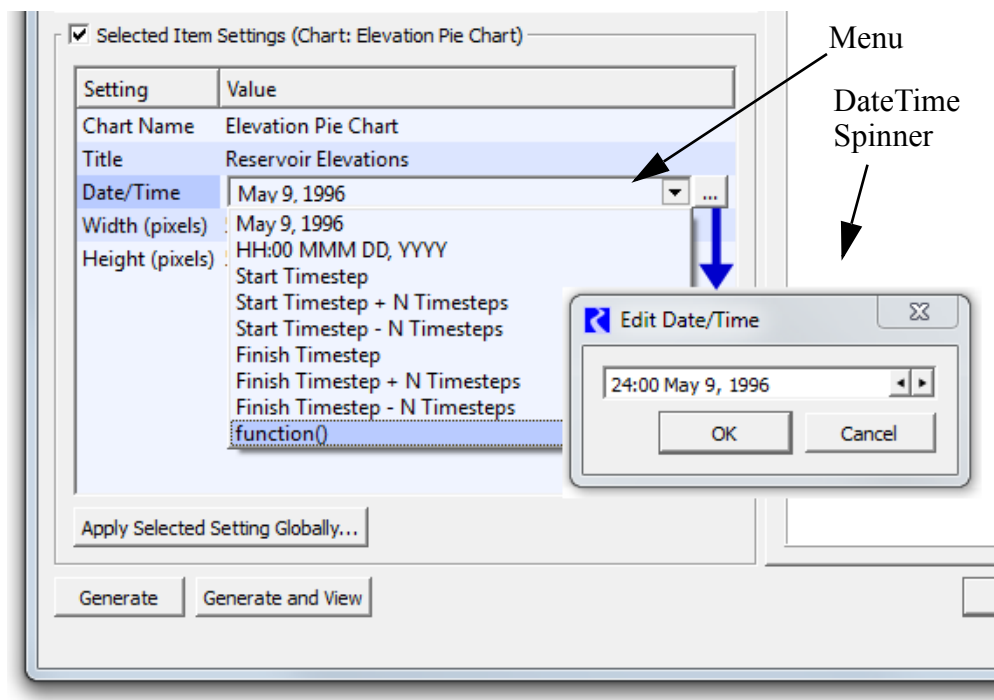 Selected Item Settings (Chart: Elevation Pie Chart)
Menu
DateTime
Spinner
Setting Value
Chart Name Elevation Pie Chart
Title Reservoir Elevations
Date/Time May 9, 1996 ...
Width (pixels)
Height (pixels)
May 9, 1996
HH:00 MMM DD, YYYY
Start Timestep
Start Timestep + N Timesteps
Start Timestep - N Timesteps
Finish Timestep
Finish Timestep + N Timesteps
Finish Timestep - N Timesteps
function()
Edit Date/Time
24:00 May 9, 1996
OK Cancel
Apply Selected Setting Globally...
Generate Generate and View